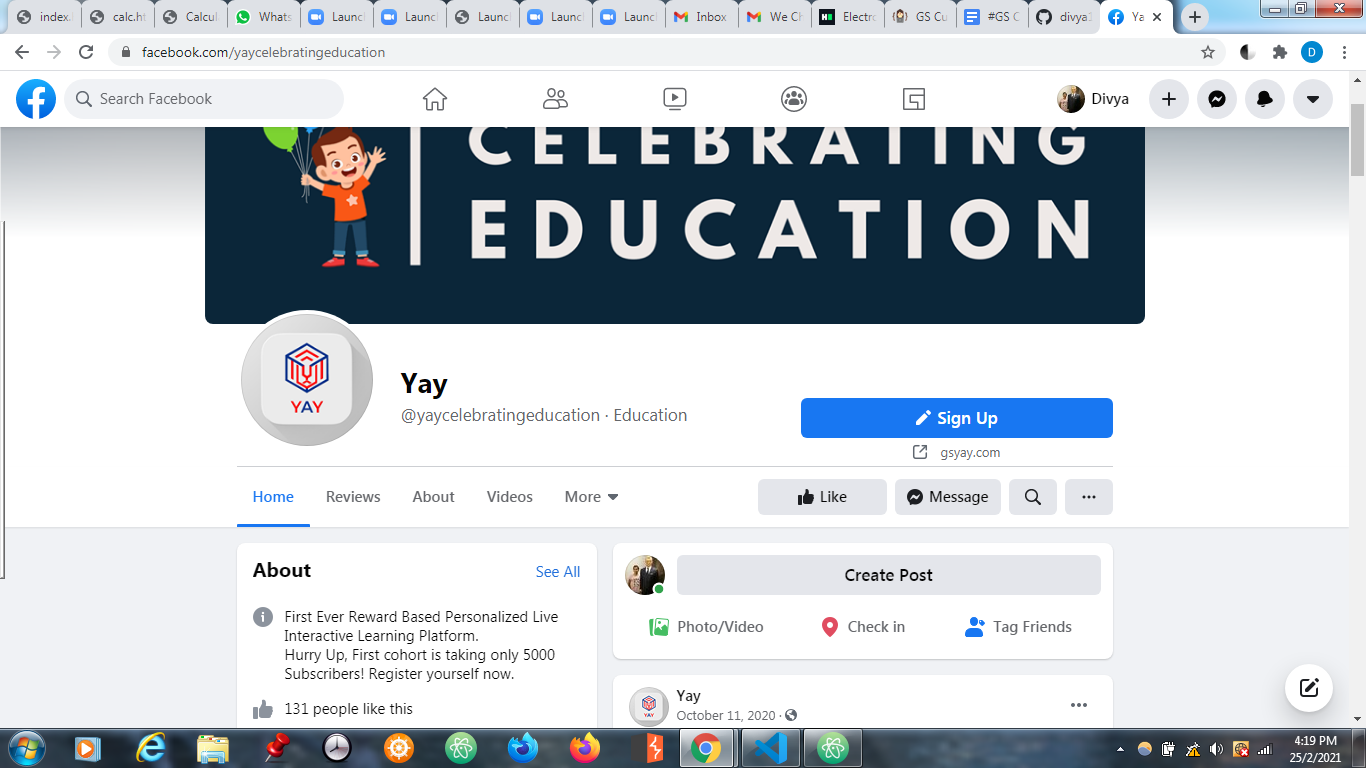 index.
calc.ht
Calcul
Whats
Launc
Launc
Launc
Launc
Launc
Inbox
We Ch
Electro
GS Cu
#GS C
divya1
Ya
facebook.com/yaycelebratingeducation
D
Search Facebook
Divya
CELEBRATING
EDUCATION
YAY
Yay
@yaycelebratingeducation · Education
Sign Up
gsyay.com
Home Reviews About Videos More
Like Message
About
See All
First Ever Reward Based Personalized Live
Interactive Learning Platform.
Hurry Up, First cohort is taking only 5000
Subscribers! Register yourself now.
131 people like this
Create Post
Photo/Video Check in Tag Friends
YAY
Yay
October 11, 2020 ·
4:19 PM
25/2/2021